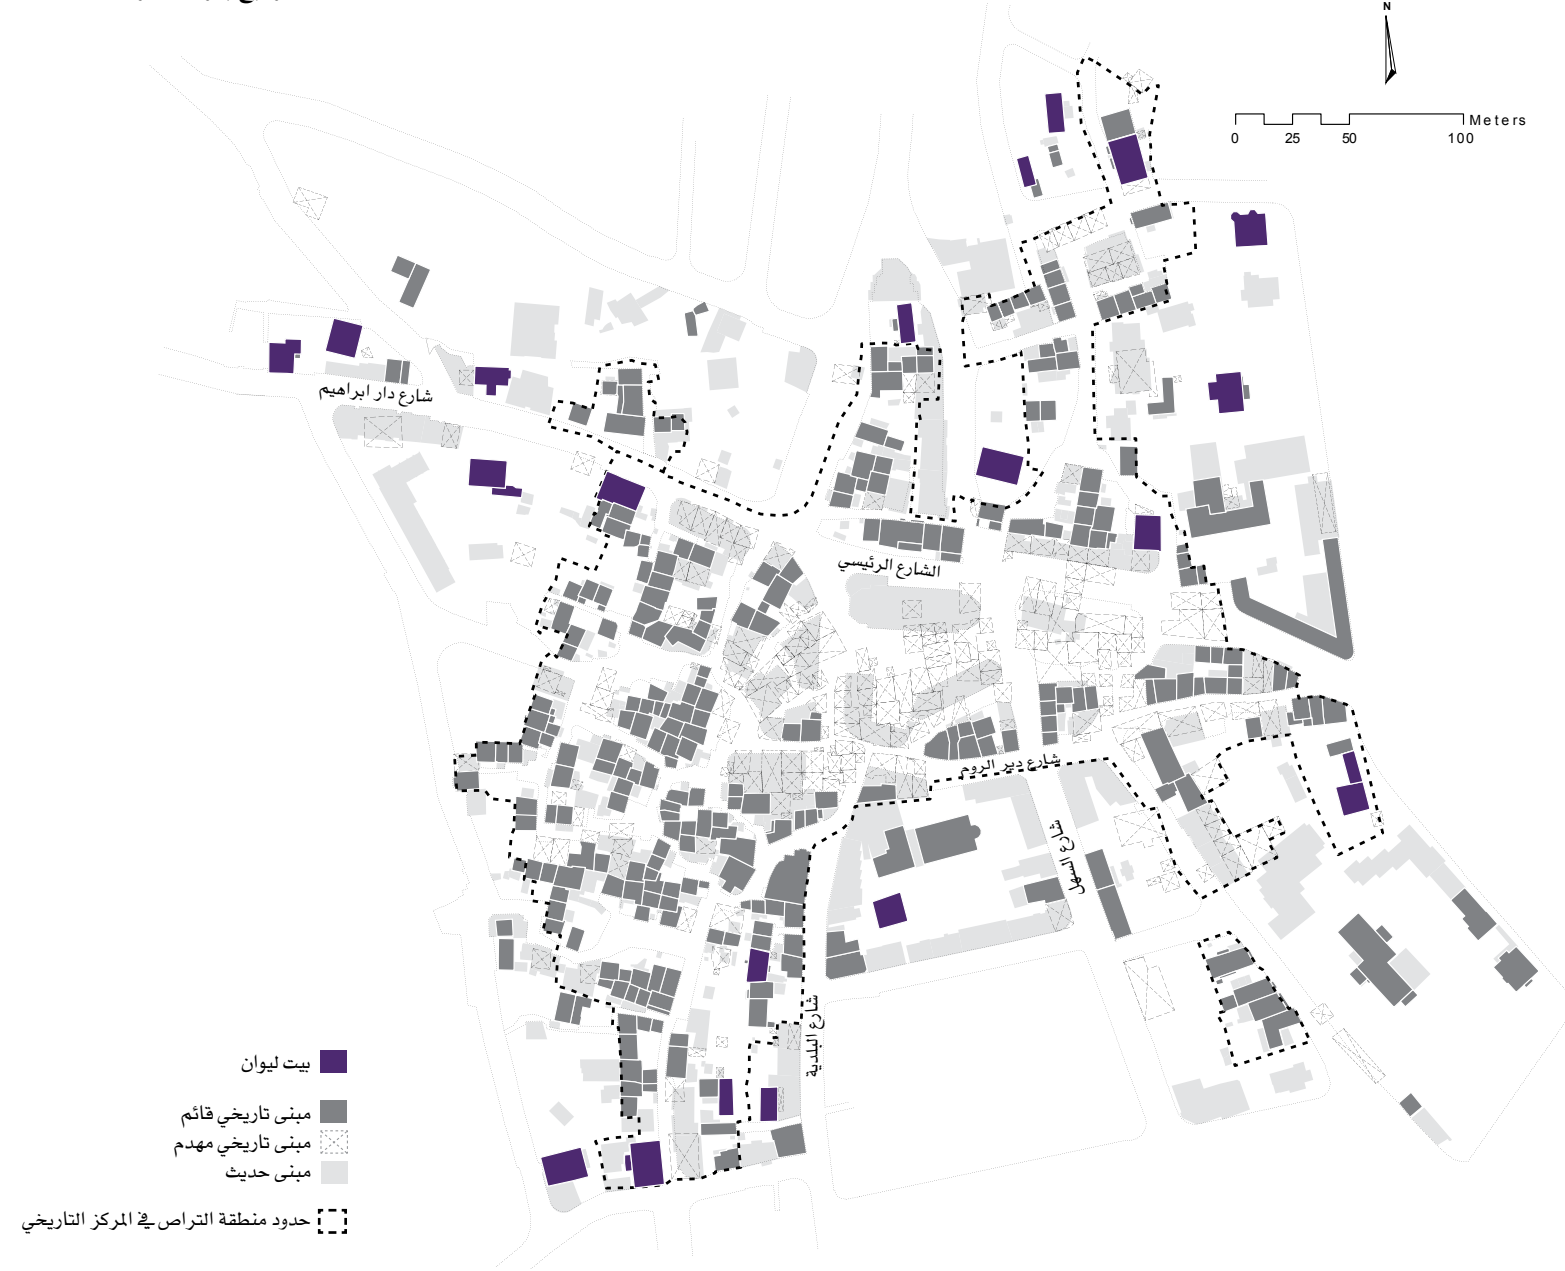 N
Meters
0 25 50 100
شارع دار ابراهيم
الشارع الرئيسي
شارع دير الروم
شارع السهل
شارع البلدية
بيت ليوان
مبنى تاريخي قائم
مبنى تاريخي مهدم
مبنى حديث
حدود منطقة التراص في المركز التاريخي